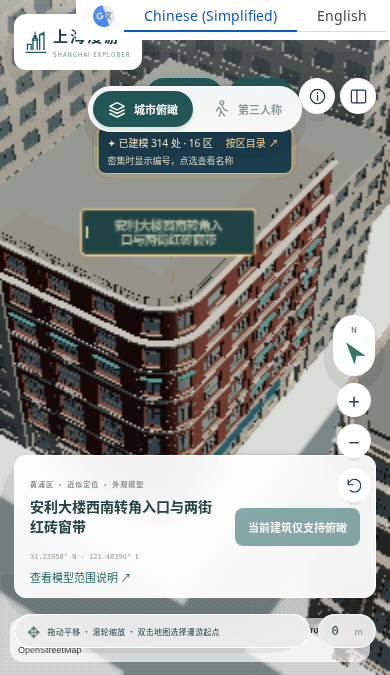 Chinese (Simplified)
English
上海漫游
SHANGHAI EXPLORER
城市俯瞰
第三人称
✦ 已建模 314 处 · 16 区
按区目录 ↗
密集时显示编号，点选查看名称
安利大楼西南转角入
口与两街红砖窗带
N
+
−
黄浦区 · 近似定位 · 外观模型
安利大楼西南转角入口与两街
红砖窗带
当前建筑仅支持俯瞰
31.23958° N · 121.48390° E
查看模型范围说明 ↗
拖动平移 · 滚轮缩放 · 双击地图选择漫游起点
0 m
OpenStreetMap